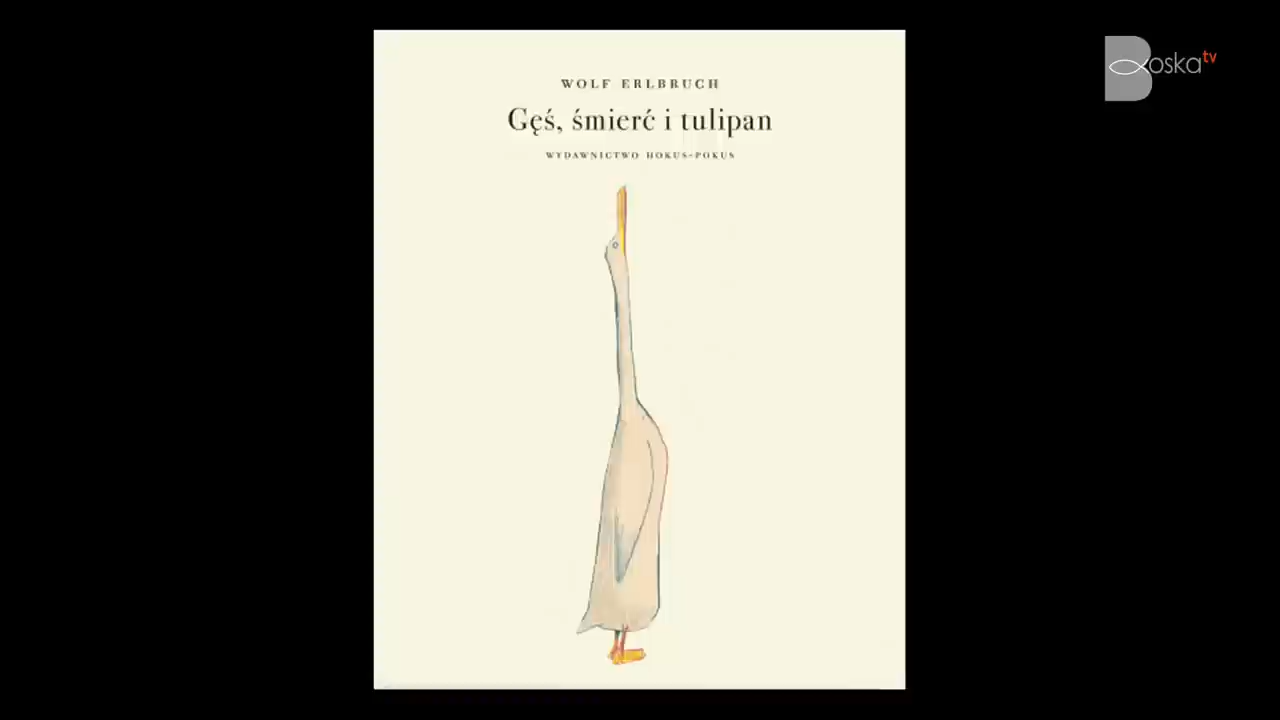 WOLF ERLBRUCH
Gęś, śmierć i tulipan
WYDAWNICTWO HOKUS-POKUS
Boska tv